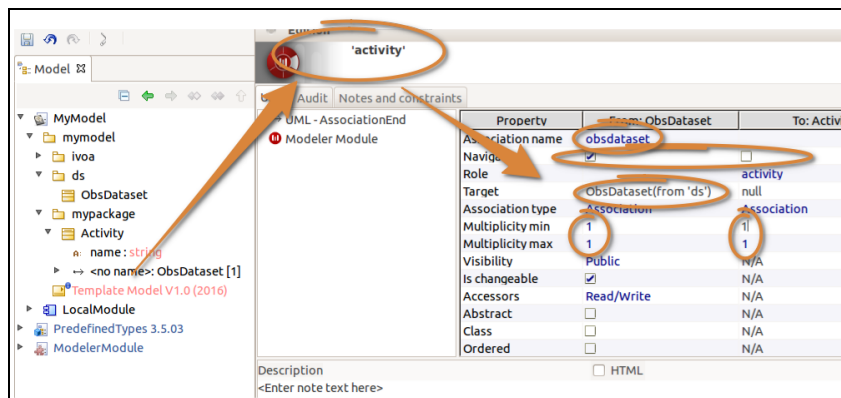 Edition
'activity'
Model
Audit Notes and constraints
MyModel
mymodel
ivoa
ds
ObsDataset
mypackage
Activity
A: name : string
<no name>: ObsDataset [1]
Template Model V1.0 (2016)
LocalModule
PredefinedTypes 3.5.03
ModelerModule
UML - AssociationEnd
Modeler Module
Property From: ObsDataset To: Activi
Association name obsdataset
Naviga
Role activity
Target ObsDataset(from 'ds') null
Association type Association Association
Multiplicity min 1 1
Multiplicity max 1 1
Visibility Public N/A
Is changeable N/A
Accessors Read/Write N/A
Abstract N/A
Class N/A
Ordered N/A
Description HTML
<Enter note text here>